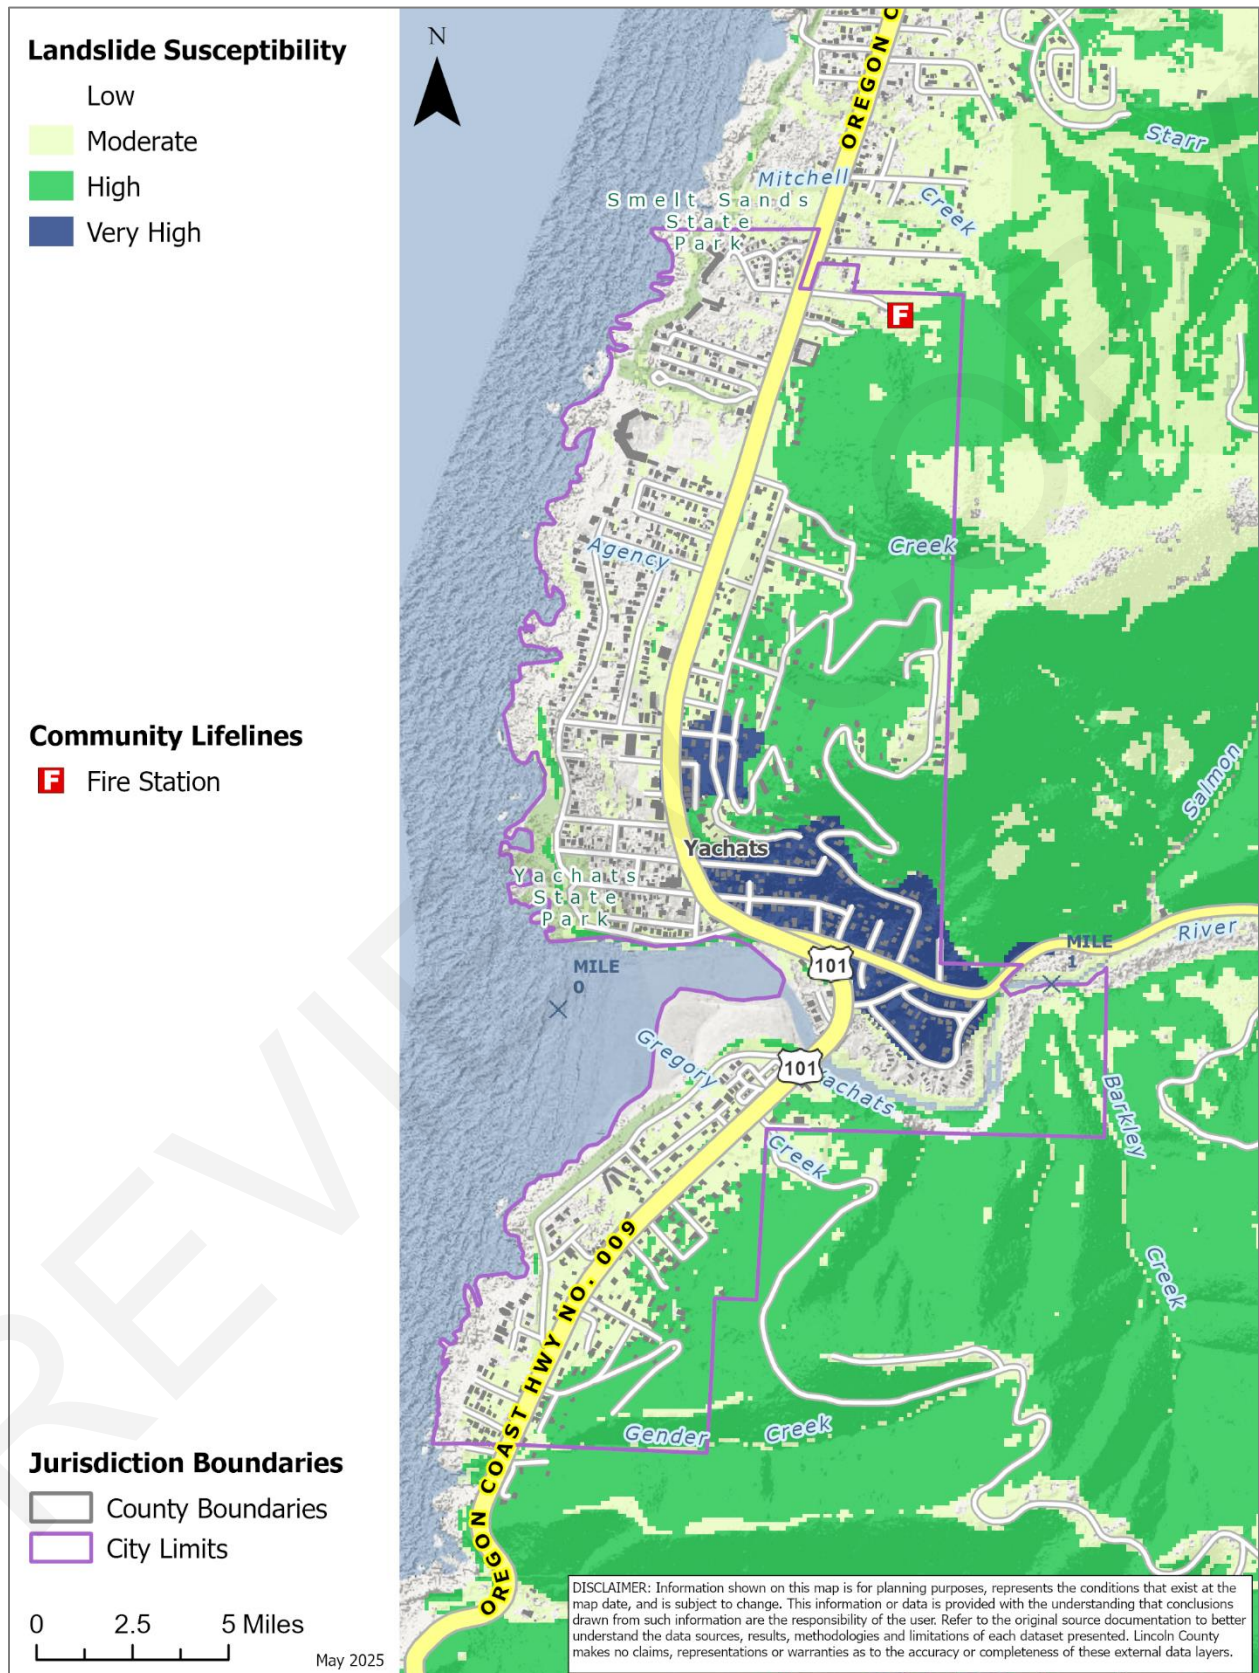 Landslide Susceptibility
Low
Moderate
High
Very High
Community Lifelines
F Fire Station
Jurisdiction Boundaries
County Boundaries
City Limits
0 2.5 5 Miles
May 2025
N
OREGON C
Starr
Mitchell
Creek
Smelt Sands
State
Park
F
Agency
Creek
Salmon
Yachats
Yachats
State
Park
MILE
0
MILE
1
River
101
Gregory
101
Yachats
Creek
Barkley
Creek
OREGON COAST HWY NO. 009
Gender
Creek
DISCLAIMER: Information shown on this map is for planning purposes, represents the conditions that exist at the
map date, and is subject to change. This information or data is provided with the understanding that conclusions
drawn from such information are the responsibility of the user. Refer to the original source documentation to better
understand the data sources, results, methodologies and limitations of each dataset presented. Lincoln County
makes no claims, representations or warranties as to the accuracy or completeness of these external data layers.